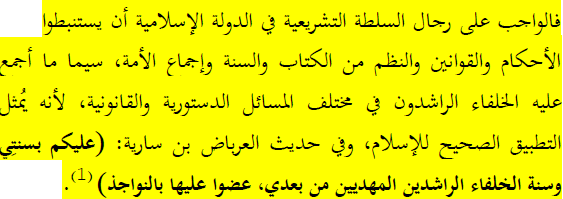 فالواجب على رجال السلطة التشريعية في الدولة الإسلامية أن يستنبطوا
الأحكام والقوانين والنظم من الكتاب والسنة وإجماع الأمة، سيما ما أجمع
عليه الخلفاء الراشدون في مختلف المسائل الدستورية والقانونية، لأنه يُمثل
التطبيق الصحيح للإسلام، وفي حديث العرباض بن سارية: (عليكم بسنتي
وسنة الخلفاء الراشدين المهديين من بعدي، عضوا عليها بالنواجذ)(1).